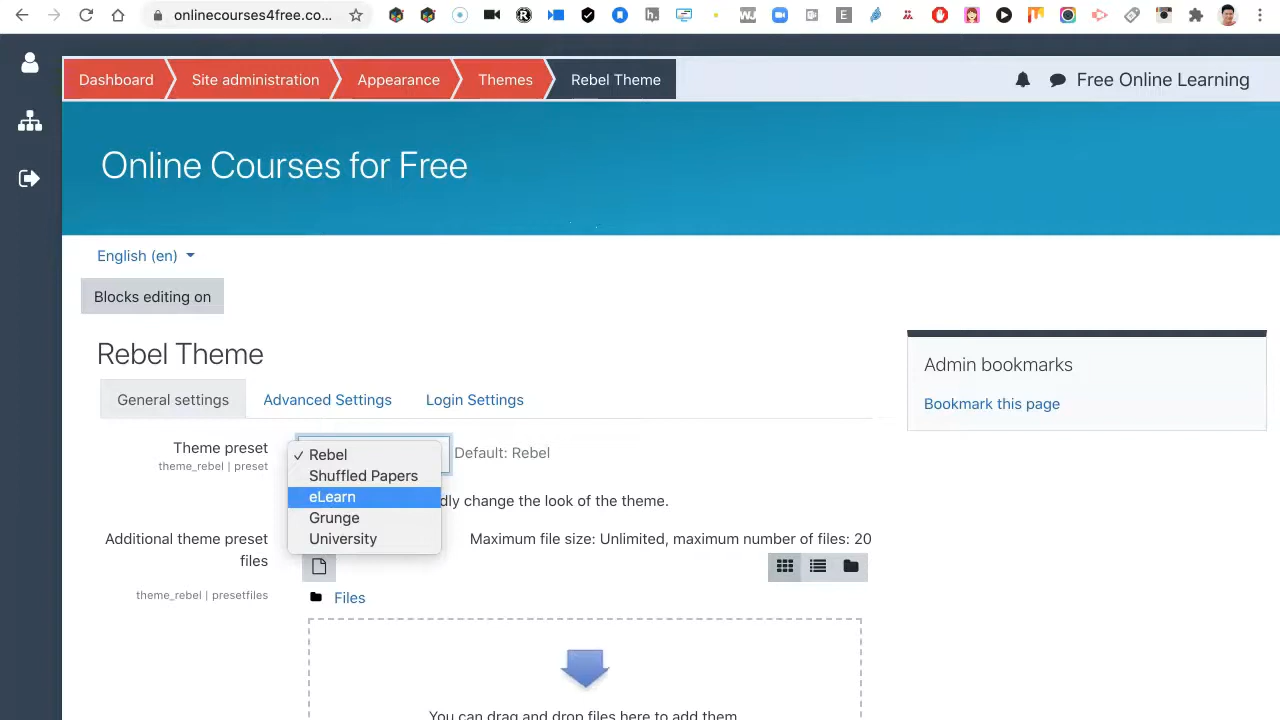 onlinecourses4free.co...
Dashboard
Site administration
Appearance
Themes
Rebel Theme
Free Online Learning
Online Courses for Free
English (en)
Blocks editing on
Rebel Theme
General settings
Advanced Settings
Login Settings
Admin bookmarks
Bookmark this page
Theme preset
theme_rebel | preset
✓ Rebel
Shuffled Papers
eLearn
Grunge
University
Default: Rebel
dly change the look of the theme.
Additional theme preset
files
theme_rebel | presetfiles
Maximum file size: Unlimited, maximum number of files: 20
Files
You can drag and drop files here to add them.